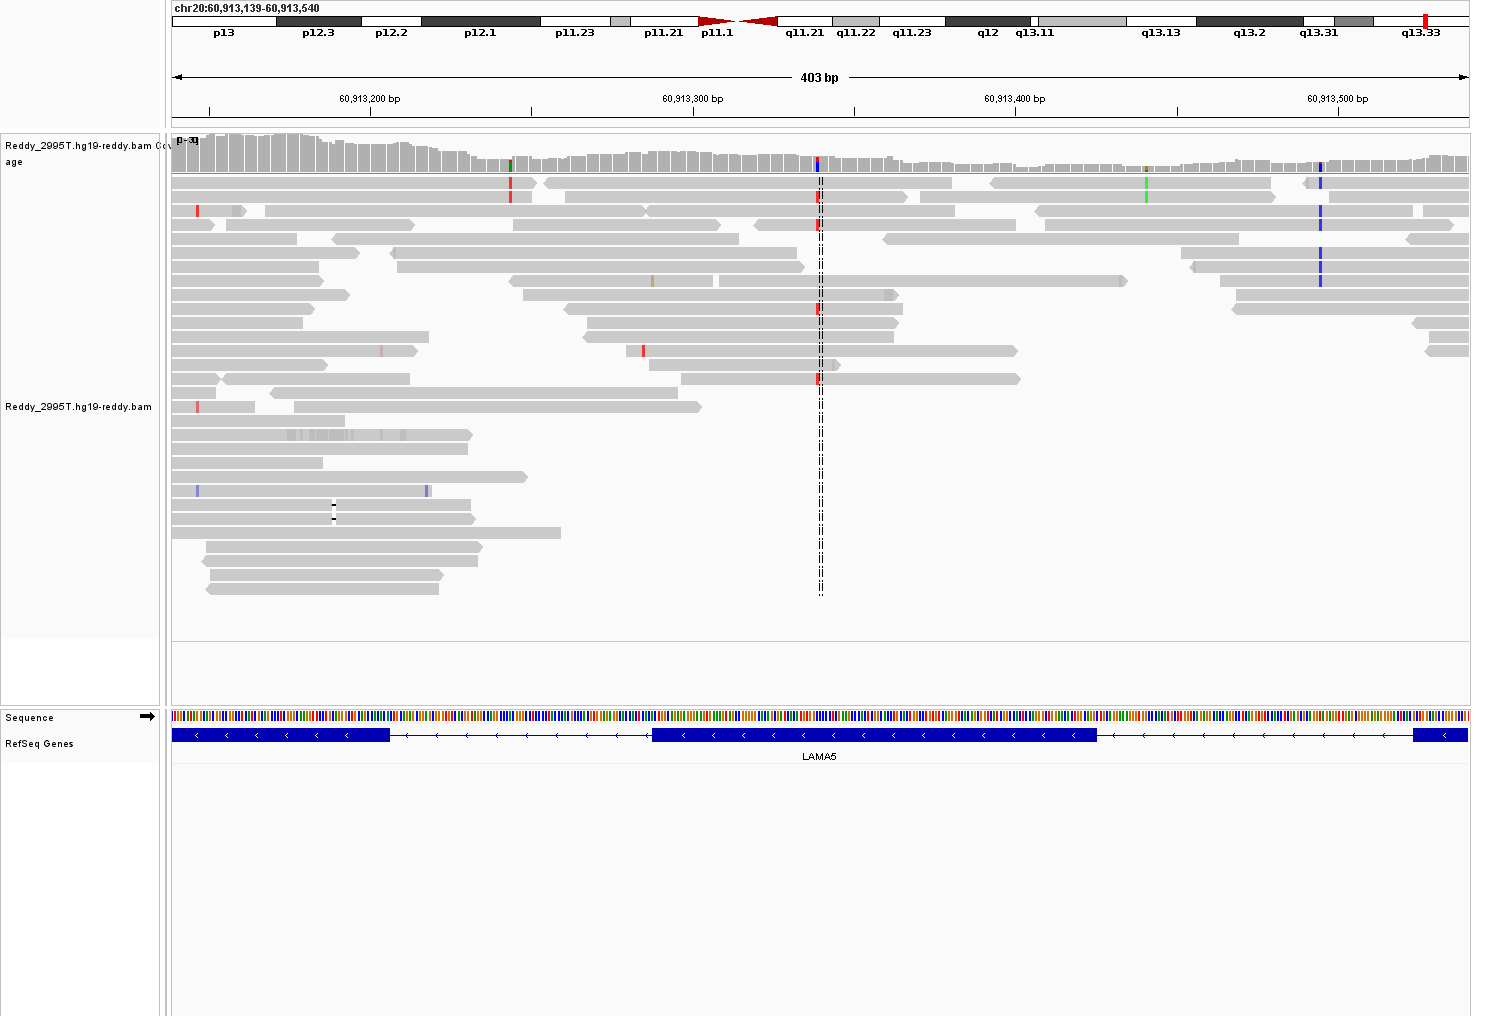 chr20:60,913,139-60,913,540
p13 p12.3 p12.2 p12.1 p11.23 p11.21 p11.1 q11.21 q11.22 q11.23 q12 q13.11 q13.13 q13.2 q13.31 q13.33
403 bp
60,913,200 bp 60,913,300 bp 60,913,400 bp 60,913,500 bp
Reddy_2995T.hg19-reddy.bam Cov
age
Reddy_2995T.hg19-reddy.bam
Sequence
RefSeq Genes
LAMA5